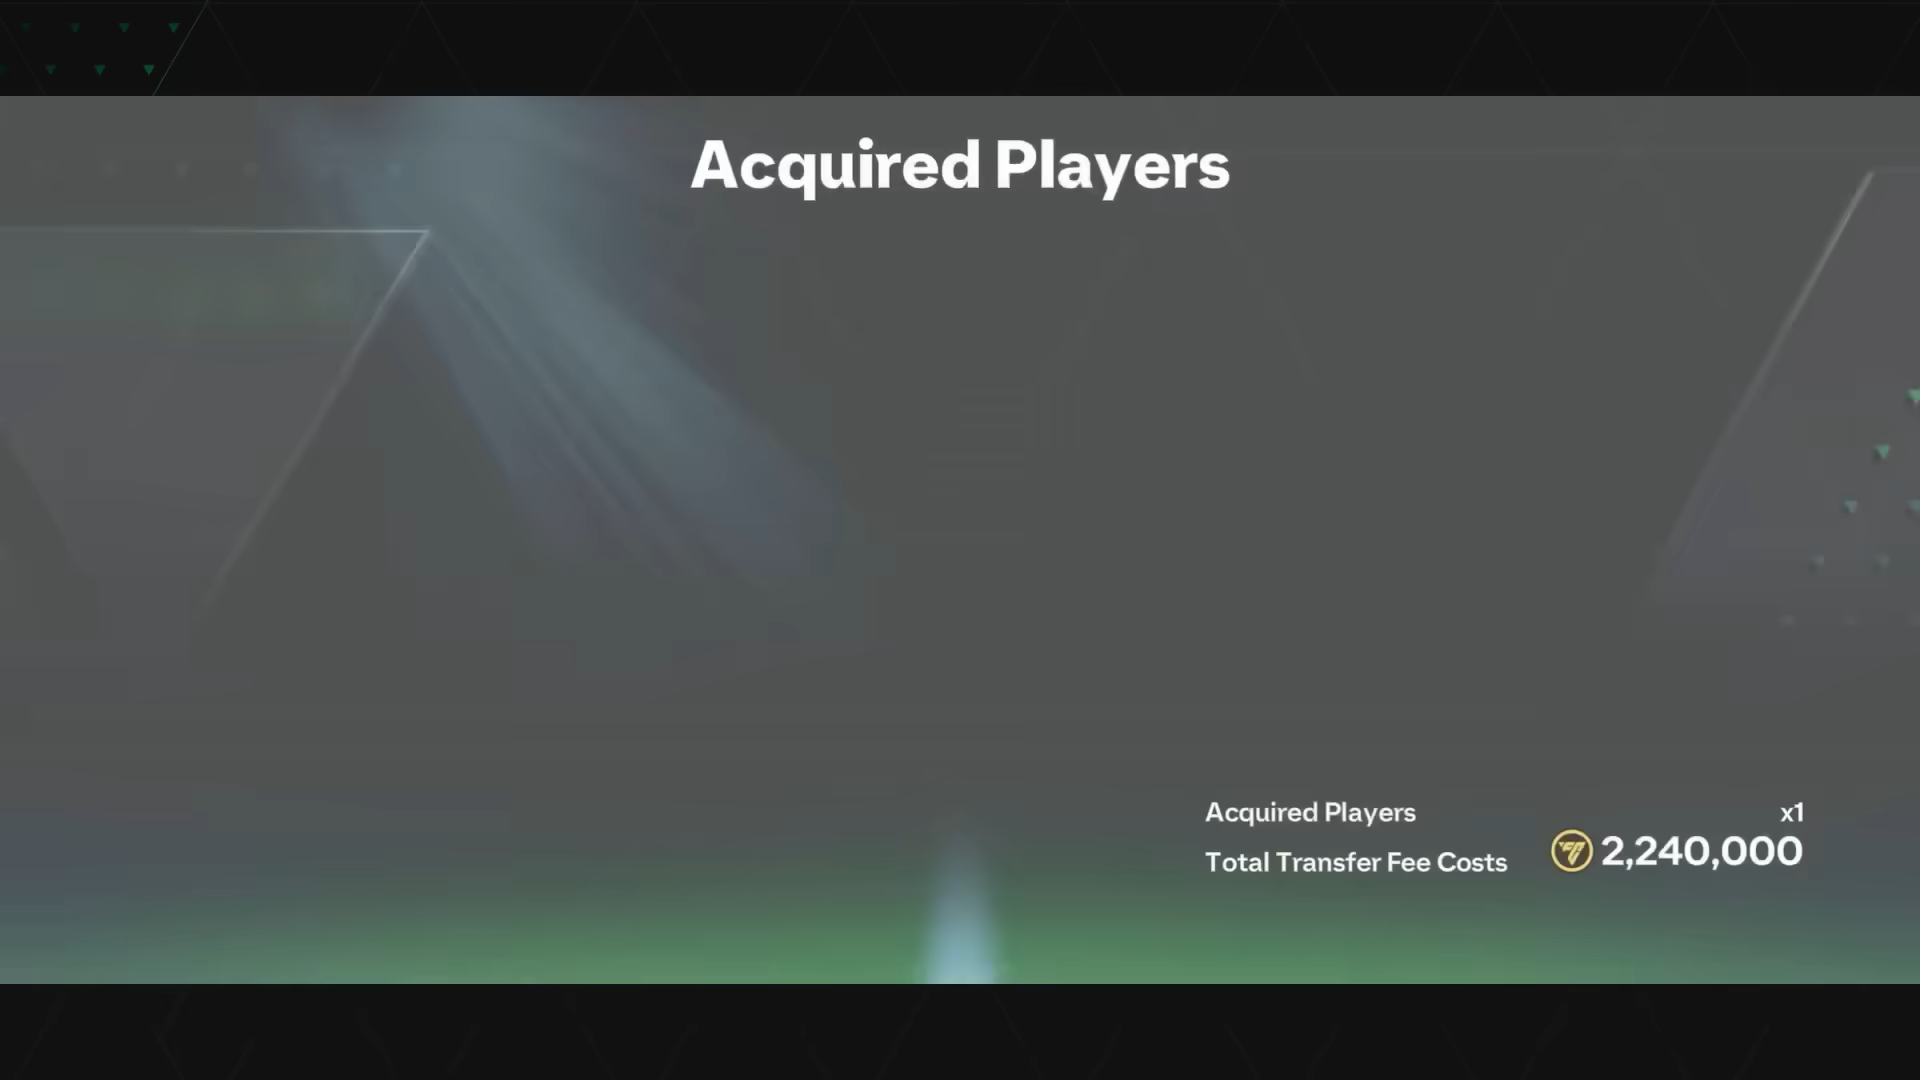 Acquired Players
Acquired Players x1
Total Transfer Fee Costs 2,240,000